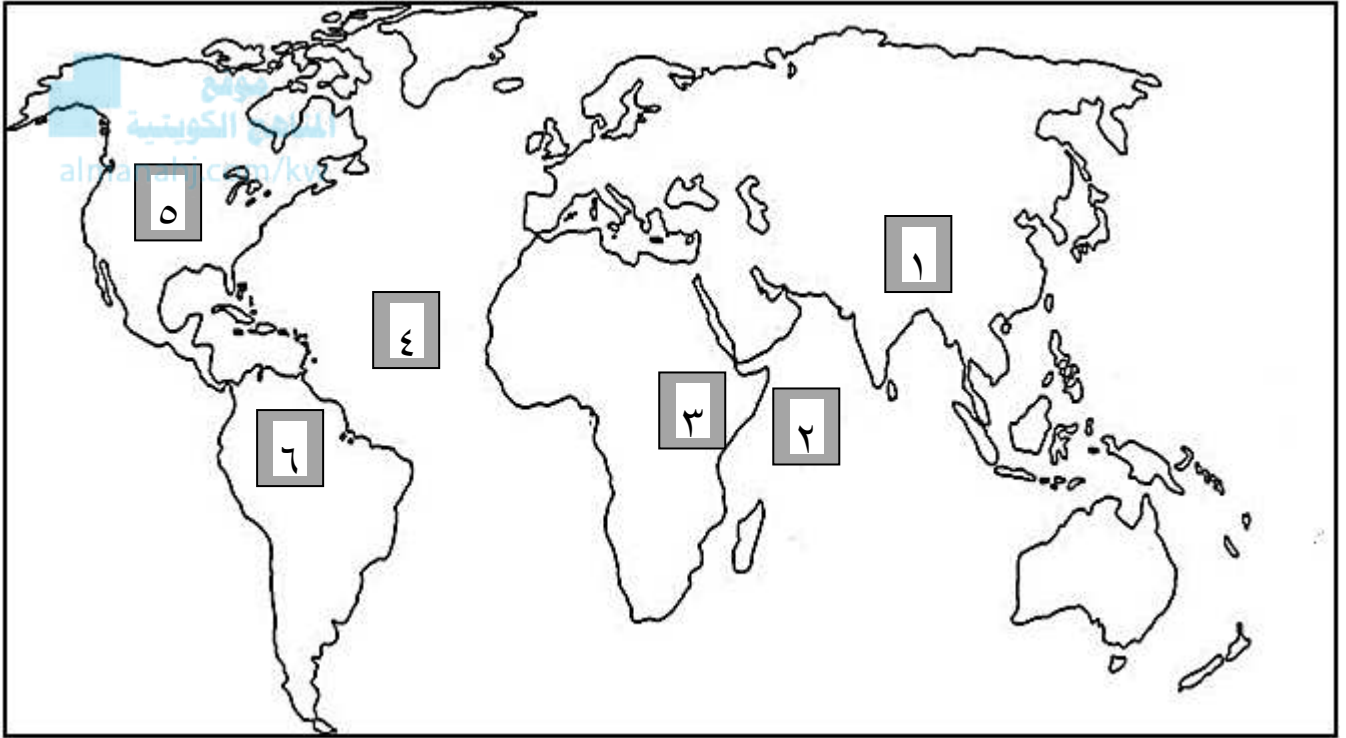 موقع
المناهج الكويتية
almanahj.com/kw
٥
١
٤
٣
٢
٦